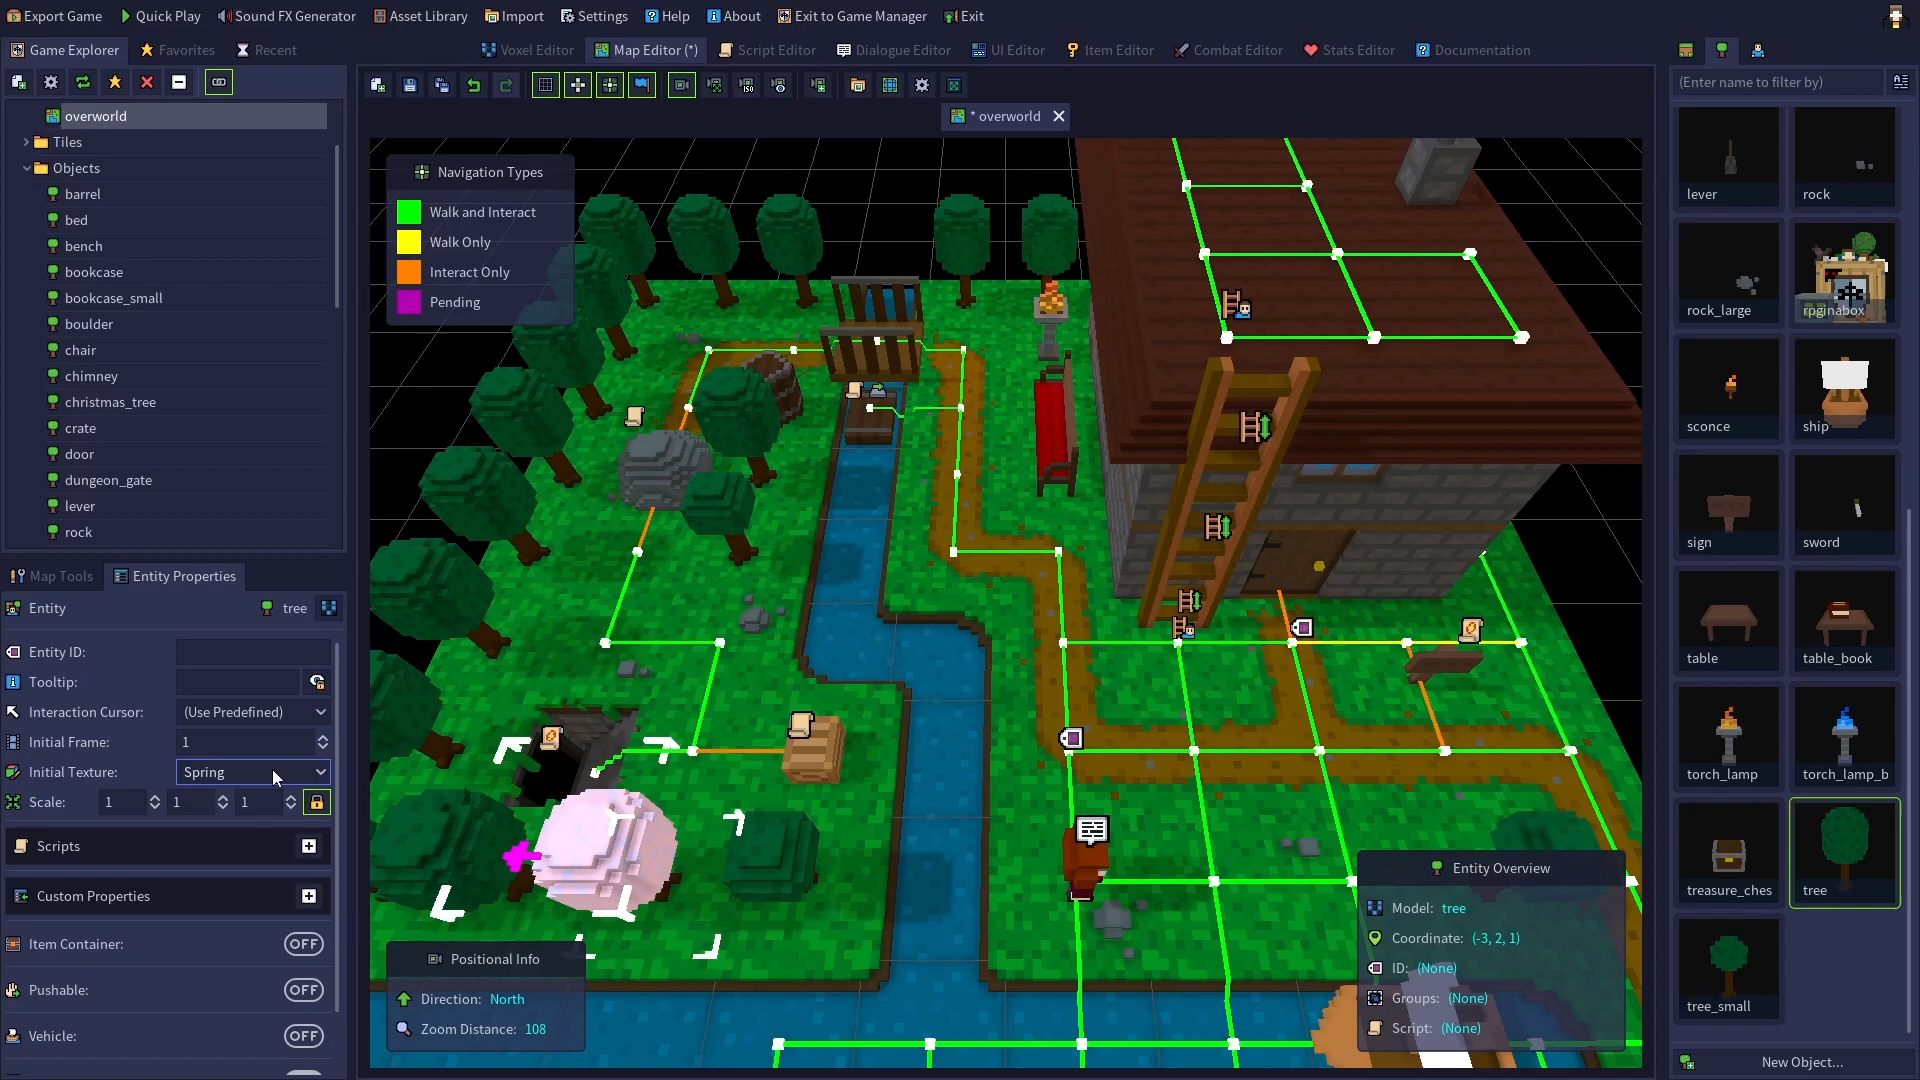 Export Game Quick Play Sound FX Generator Asset Library Import Settings Help About Exit to Game Manager Exit
Game Explorer Favorites Recent
Voxel Editor Map Editor (*) Script Editor Dialogue Editor UI Editor Item Editor Combat Editor Stats Editor Documentation
(Enter name to filter by)
ISO
overworld
* overworld
Tiles
Objects
barrel
bed
bench
bookcase
bookcase_small
boulder
chair
chimney
christmas_tree
crate
door
dungeon_gate
lever
rock
Navigation Types
Walk and Interact
Walk Only
Interact Only
Pending
Map Tools Entity Properties
Entity tree
Entity ID:
Tooltip:
Interaction Cursor: (Use Predefined)
Initial Frame: 1
Initial Texture: Spring
Scale: 1 1 1
Scripts
Custom Properties
Item Container: OFF
Pushable: OFF
Vehicle: OFF
Positional Info
Direction: North
Zoom Distance: 108
Entity Overview
Model: tree
Coordinate: (-3, 2, 1)
ID: (None)
Groups: (None)
Script: (None)
lever rock
rock_large rpginabox
sconce ship
sign sword
table table_book
torch_lamp torch_lamp_b
treasure_ches tree
tree_small
New Object...